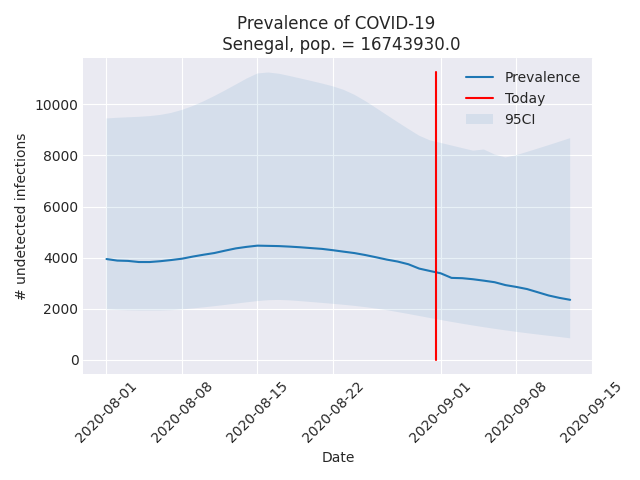 Prevalence of COVID-19
Senegal, pop. = 16743930.0
Prevalence
Today
95CI
# undetected infections
10000
8000
6000
4000
2000
0
2020-08-01
2020-08-08
2020-08-15
2020-08-22
2020-09-01
2020-09-08
2020-09-15
Date